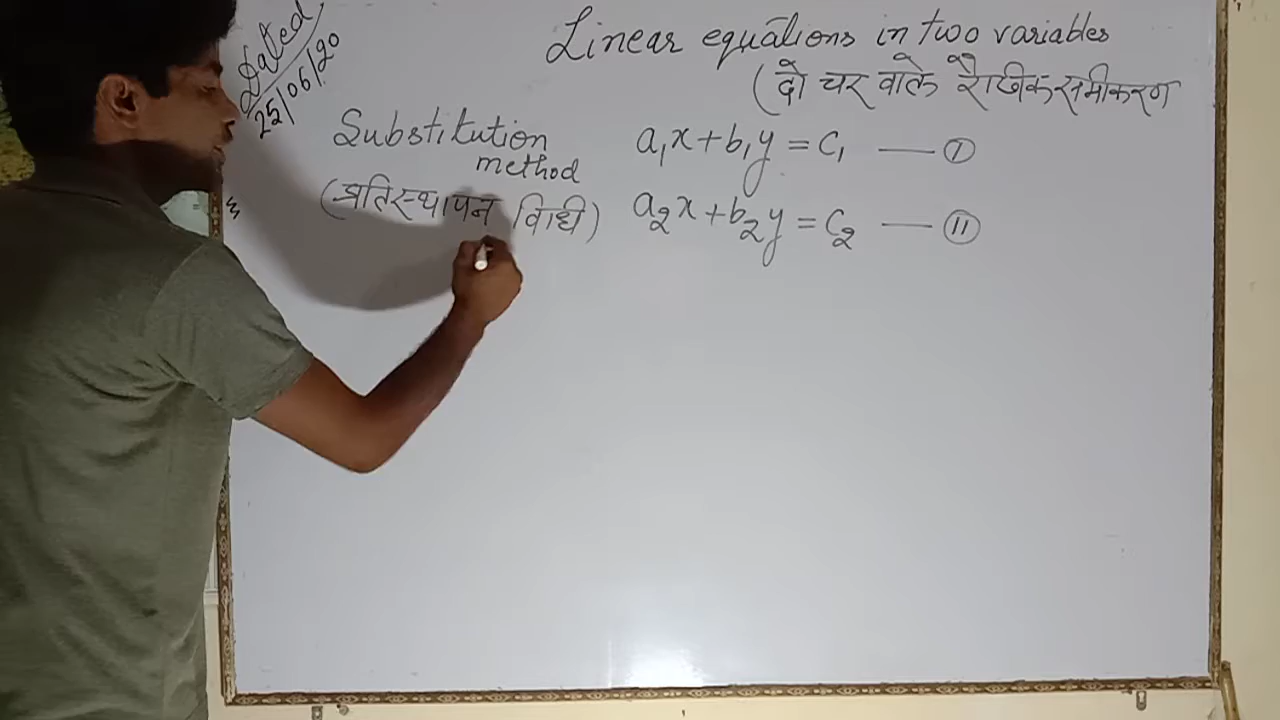 Dated
25/06/20
Linear equations in two variables
(दो चर वाले रैखिक समीकरण
Substitution
method
(प्रतिस्थापन विधी)
a₁x + b₁y = c₁ — Ⓘ
a₂x + b₂y = c₂ — ⑪